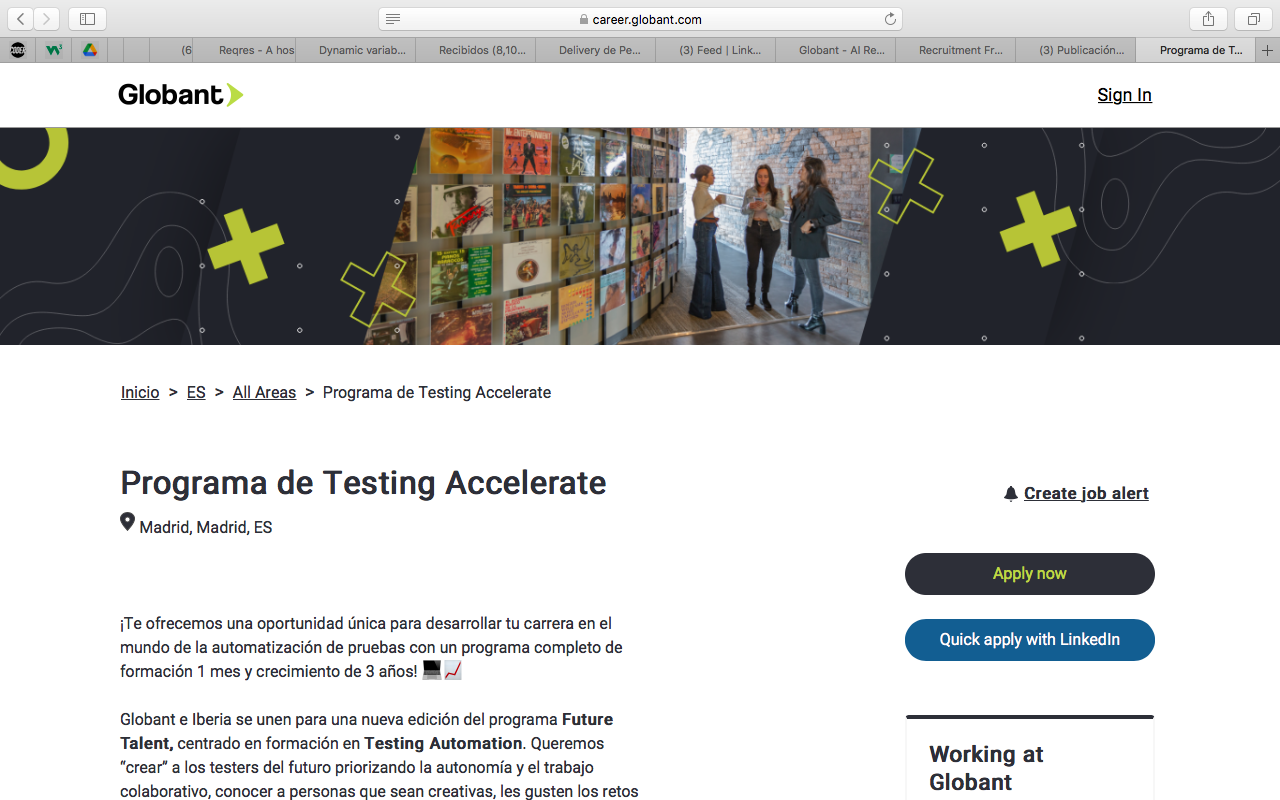 career.globant.com
(6
Reqres - A hos
Dynamic variab...
Recibidos (8,10...
Delivery de Pe...
(3) Feed | Link...
Globant - AI Re...
Recruitment Fr...
(3) Publicación...
Programa de T...
Globant
Sign In
Inicio > ES > All Areas > Programa de Testing Accelerate
Programa de Testing Accelerate
Create job alert
Madrid, Madrid, ES
Apply now
¡Te ofrecemos una oportunidad única para desarrollar tu carrera en el
mundo de la automatización de pruebas con un programa completo de
formación 1 mes y crecimiento de 3 años! 💻📈
Quick apply with LinkedIn
Globant e Iberia se unen para una nueva edición del programa Future
Talent, centrado en formación en Testing Automation. Queremos
“crear” a los testers del futuro priorizando la autonomía y el trabajo
colaborativo, conocer a personas que sean creativas, les gusten los retos
Working at
Globant